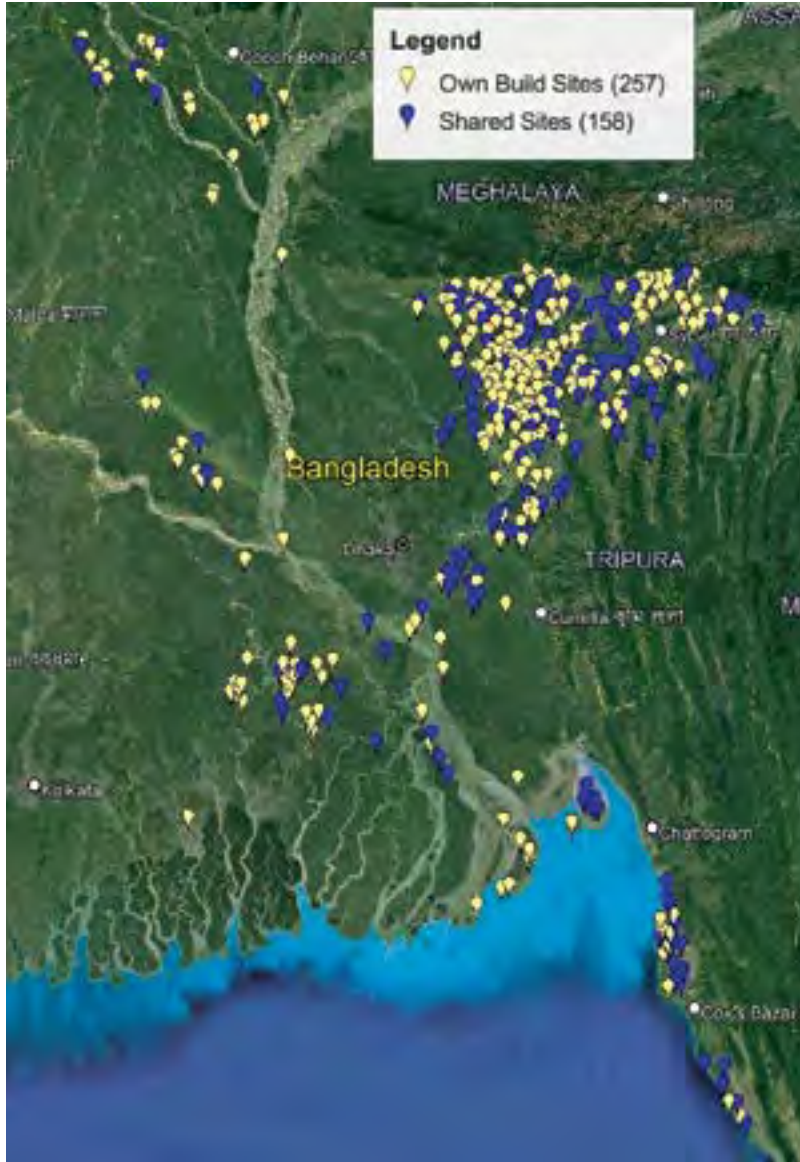 Legend
Own Build Sites (257)
Shared Sites (158)
ASSA
Cooch Behar
MEGHALAYA
Shillong
Bangladesh
Dhaka
TRIPURA
Cumilla
M
Kolkata
Chattogram
Cox's Bazar